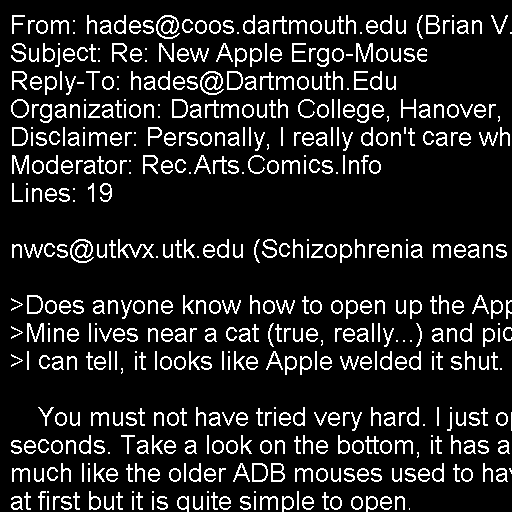 From: hades@coos.dartmouth.edu (Brian V.
Subject: Re: New Apple Ergo-Mouse
Reply-To: hades@Dartmouth.Edu
Organization: Dartmouth College, Hanover,
Disclaimer: Personally, I really don't care wh
Moderator: Rec.Arts.Comics.Info
Lines: 19

nwcs@utkvx.utk.edu (Schizophrenia means

>Does anyone know how to open up the App
>Mine lives near a cat (true, really...) and pic
>I can tell, it looks like Apple welded it shut.

You must not have tried very hard. I just op
seconds. Take a look on the bottom, it has a
much like the older ADB mouses used to hav
at first but it is quite simple to open.